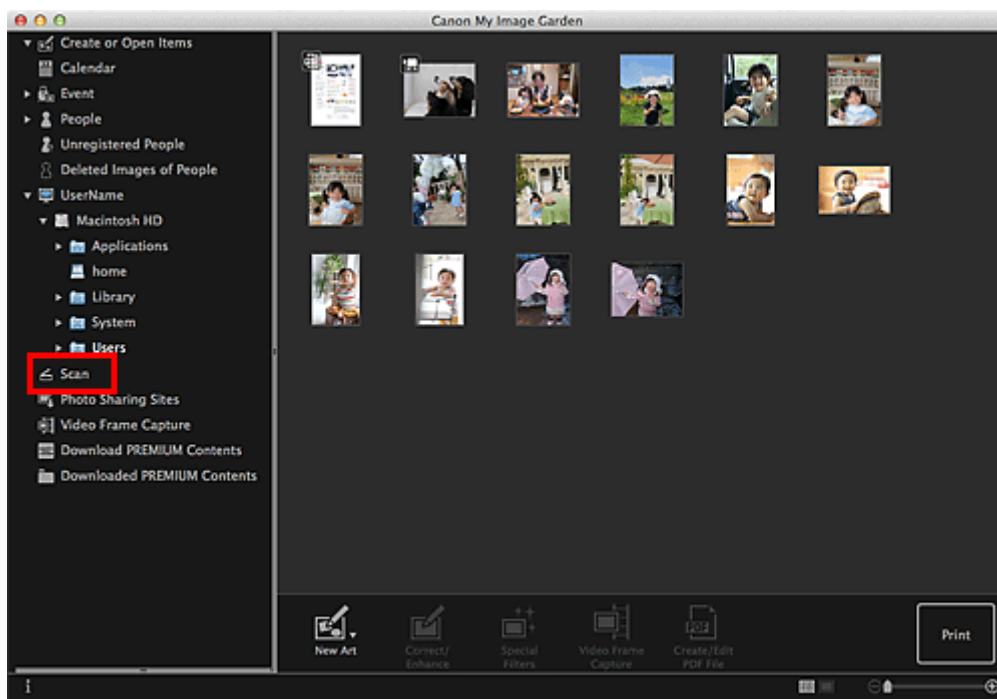 Canon My Image Garden
Create or Open Items
Calendar
Event
People
Unregistered People
Deleted Images of People
UserName
Macintosh HD
Applications
home
Library
System
Users
Scan
Photo Sharing Sites
Video Frame Capture
Download PREMIUM Contents
Downloaded PREMIUM Contents
New Art
Correct/
Enhance
Special
Filters
Video Frame
Capture
PDF
Create/Edit
PDF File
Print
i